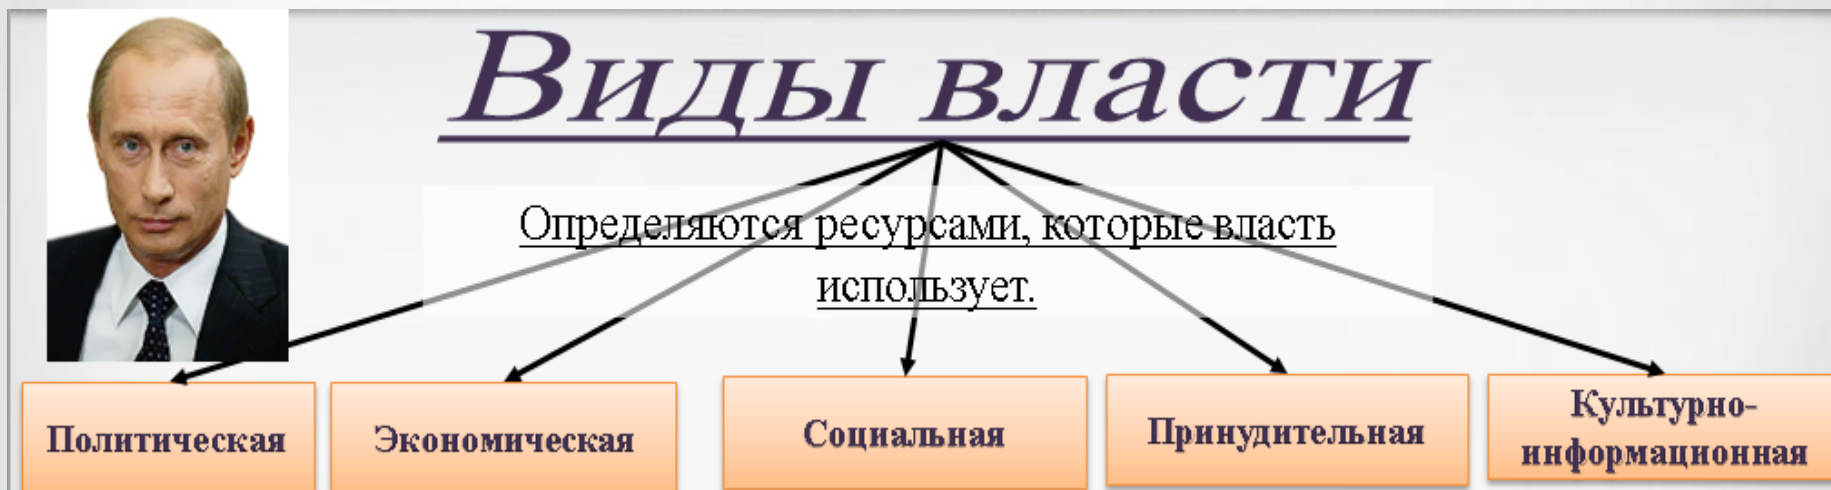 Виды власти
Определяются ресурсами, которые власть
использует.
Политическая
Экономическая
Социальная
Принудительная
Культурно-
информационная